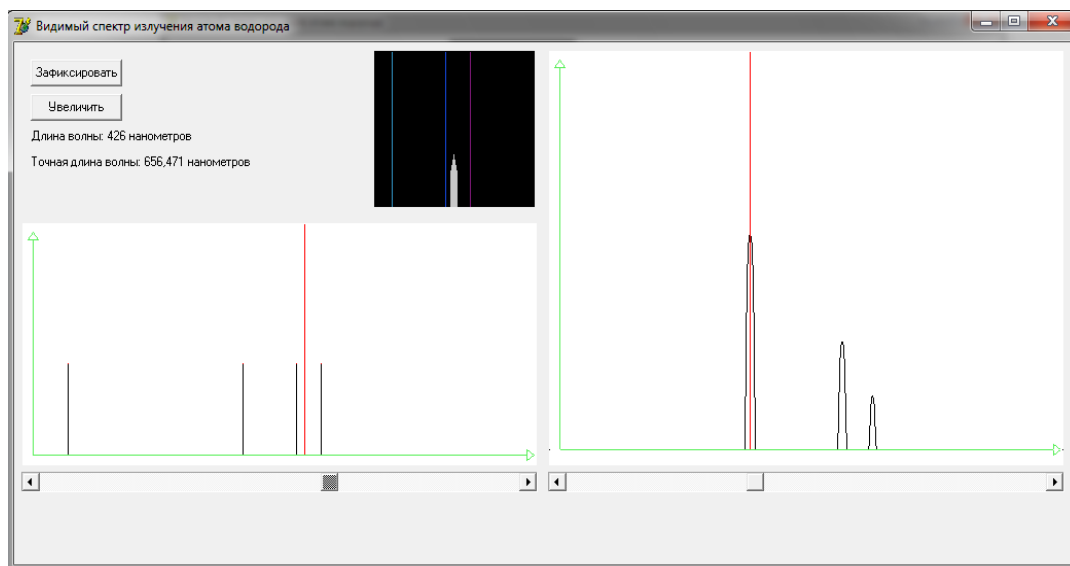 Видимый спектр излучения атома водорода
Зафиксировать
Увеличить
Длина волны: 426 нанометров
Точная длина волны: 656,471 нанометров